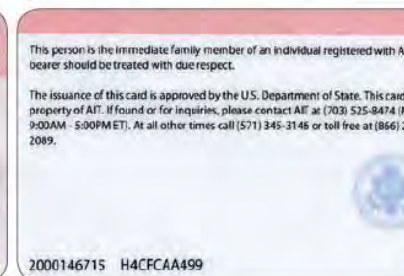 This person is the immediate family member of an individual registered with A
bearer should be treated with due respect.
The issuance of this card is approved by the U.S. Department of State. This card
property of AIT. If found or for inquiries, please contact AIT at (703) 525-8474 (
9:00AM - 5:00PM ET). At all other times call (571) 345-3146 or toll free at (866) 2
2089.
2000146715 H4CFCAA499